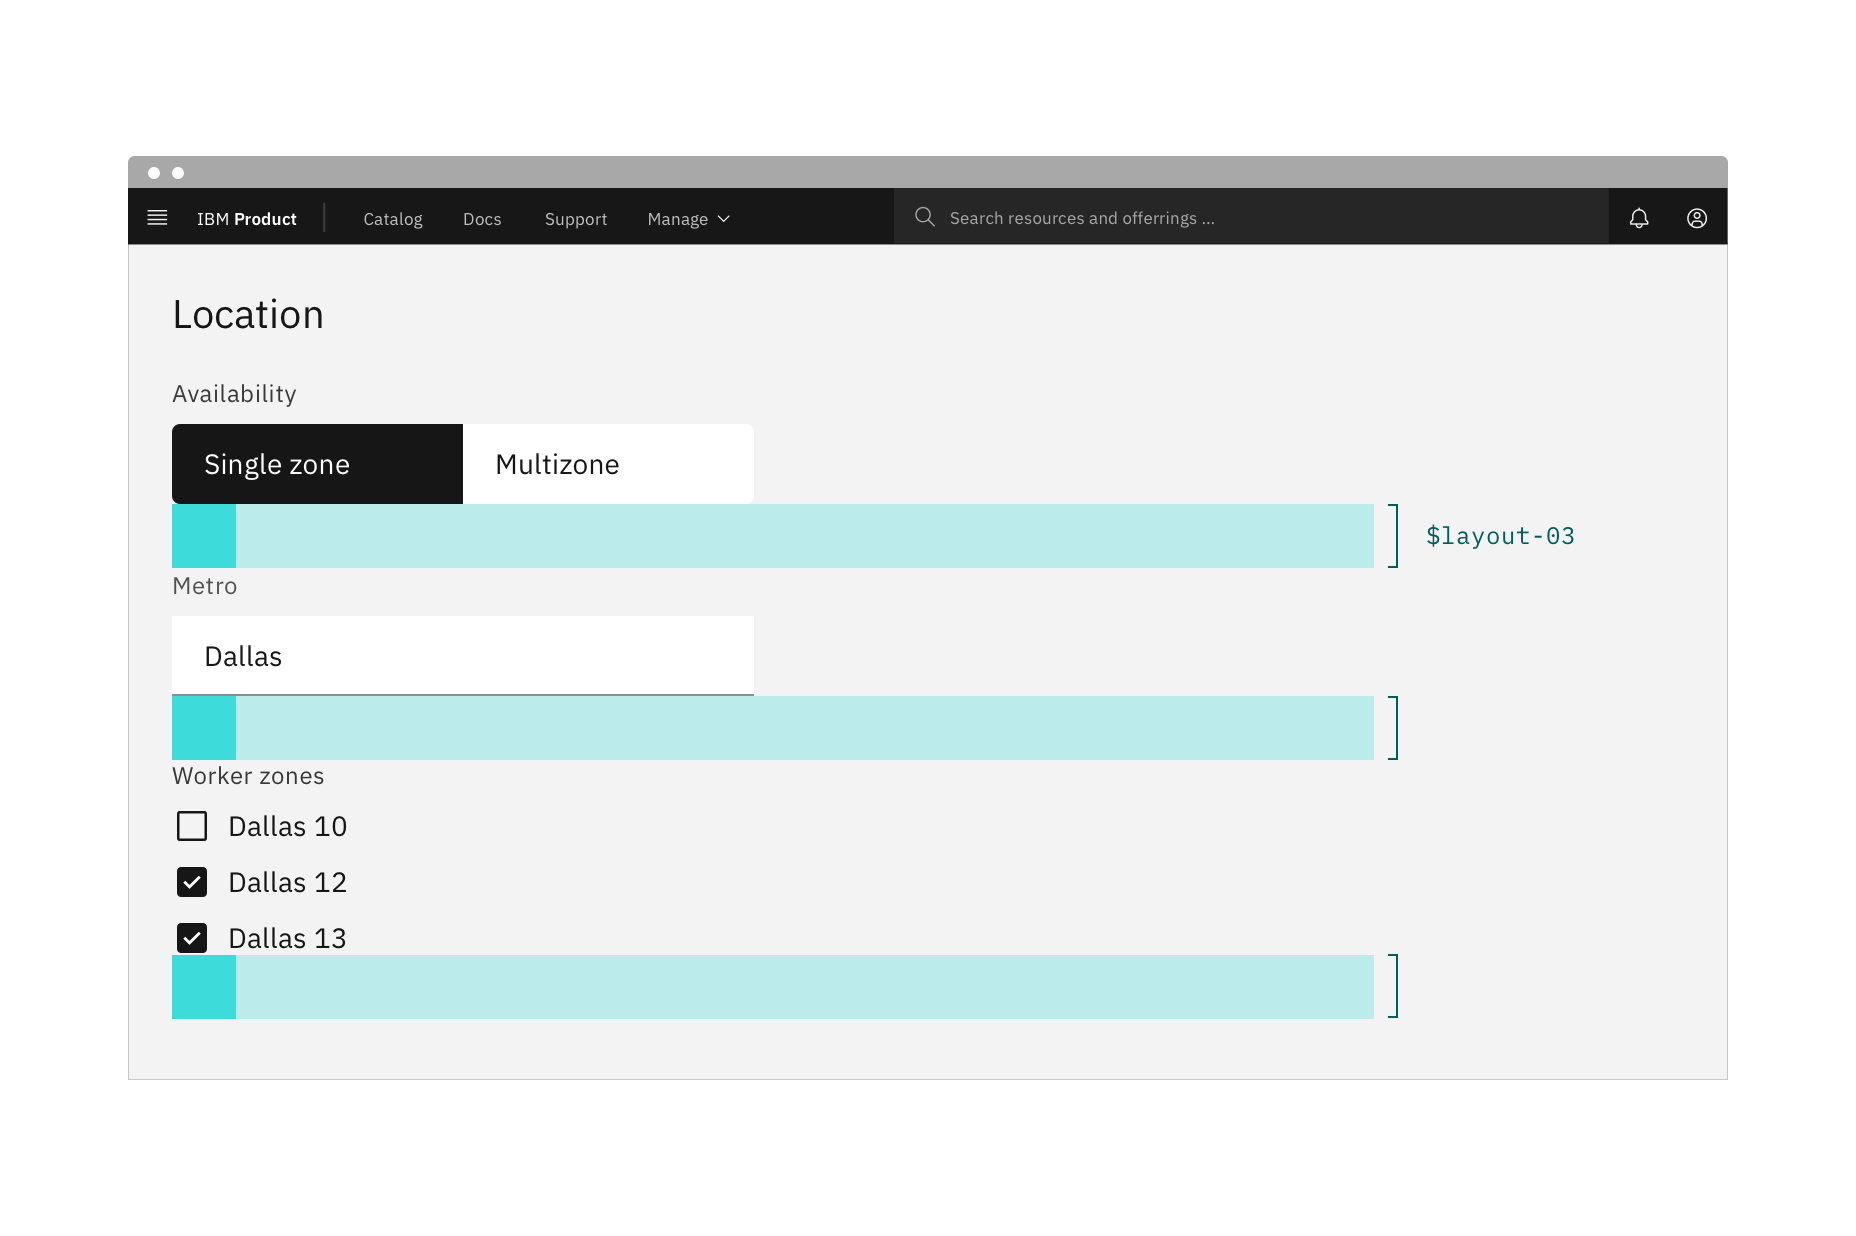 IBM Product Catalog Docs Support Manage Search resources and offerrings ...
Location
Availability
Single zone Multizone
$layout-03
Metro
Dallas
Worker zones
Dallas 10
Dallas 12
Dallas 13